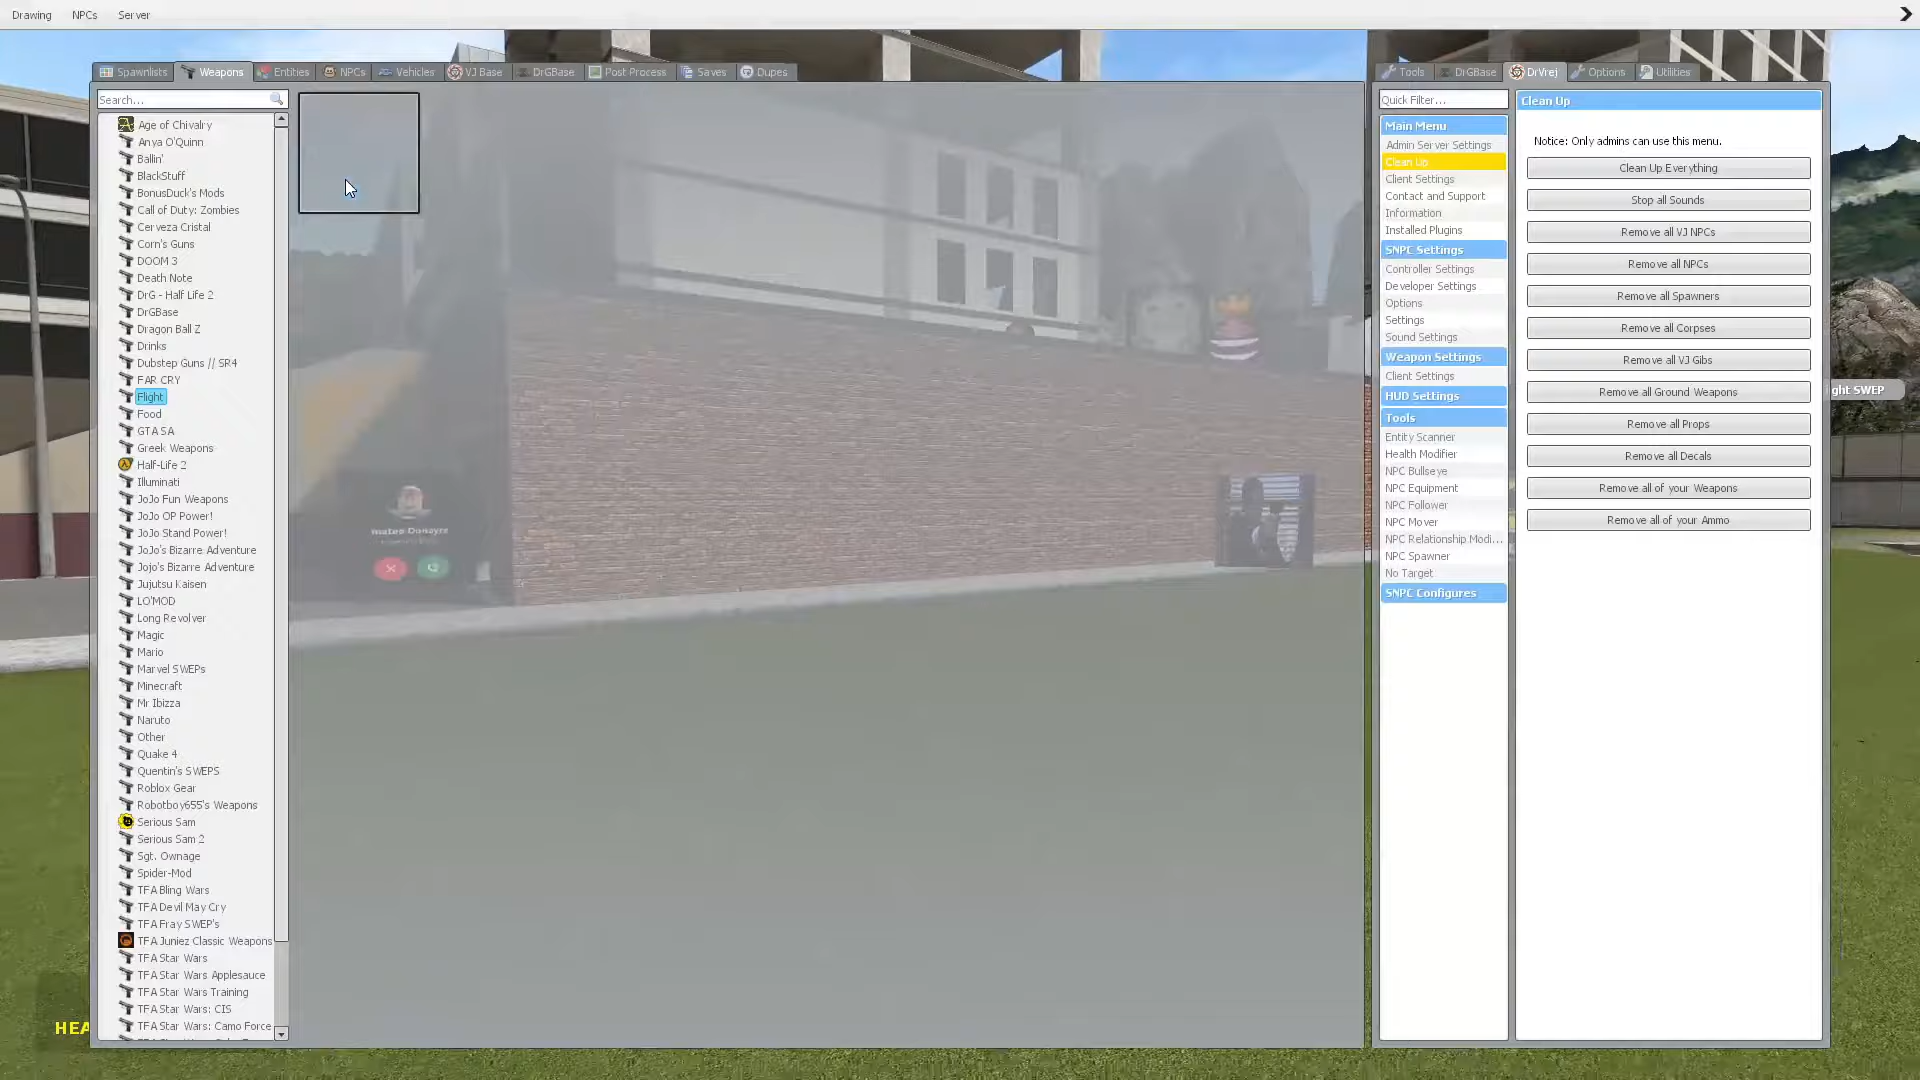 Drawing NPCs Server
Spawnlists Weapons Entities NPCs Vehicles VJ Base DrGBase Post Process Saves Dupes
Search...
Age of Chivalry
Anya O'Quinn
Ballin'
BlackStuff
BonusDuck's Mods
Call of Duty: Zombies
Cerveza Cristal
Corn's Guns
DOOM 3
Death Note
DrG - Half Life 2
DrGBase
Dragon Ball Z
Drinks
Dubstep Guns // SR4
FAR CRY
Flight
Food
GTA SA
Greek Weapons
Half-Life 2
Illuminati
JoJo Fun Weapons
JoJo OP Power!
JoJo Stand Power!
JoJo's Bizarre Adventure
Jojo's Bizarre Adventure
Jujutsu Kaisen
LO'MOD
Long Revolver
Magic
Mario
Marvel SWEPs
Minecraft
Mr Ibizza
Naruto
Other
Quake 4
Quentin's SWEPS
Roblox Gear
Robotboy655's Weapons
Serious Sam
Serious Sam 2
Sgt. Ownage
Spider-Mod
TFA Bling Wars
TFA Devil May Cry
TFA Fray SWEP's
TFA Juniez Classic Weapons
TFA Star Wars
TFA Star Wars Applesauce
TFA Star Wars Training
TFA Star Wars: CIS
TFA Star Wars: Camo Force
mateo Donayre
HEA
Tools DrGBase DrVrej Options Utilities
Quick Filter...
Main Menu
Admin Server Settings
Clean Up
Client Settings
Contact and Support
Information
Installed Plugins
SNPC Settings
Controller Settings
Developer Settings
Options
Settings
Sound Settings
Weapon Settings
Client Settings
HUD Settings
Tools
Entity Scanner
Health Modifier
NPC Bullseye
NPC Equipment
NPC Follower
NPC Mover
NPC Relationship Modi...
NPC Spawner
No Target
SNPC Configures
Clean Up
Notice: Only admins can use this menu.
Clean Up Everything
Stop all Sounds
Remove all VJ NPCs
Remove all NPCs
Remove all Spawners
Remove all Corpses
Remove all VJ Gibs
Remove all Ground Weapons
Remove all Props
Remove all Decals
Remove all of your Weapons
Remove all of your Ammo
ght SWEP